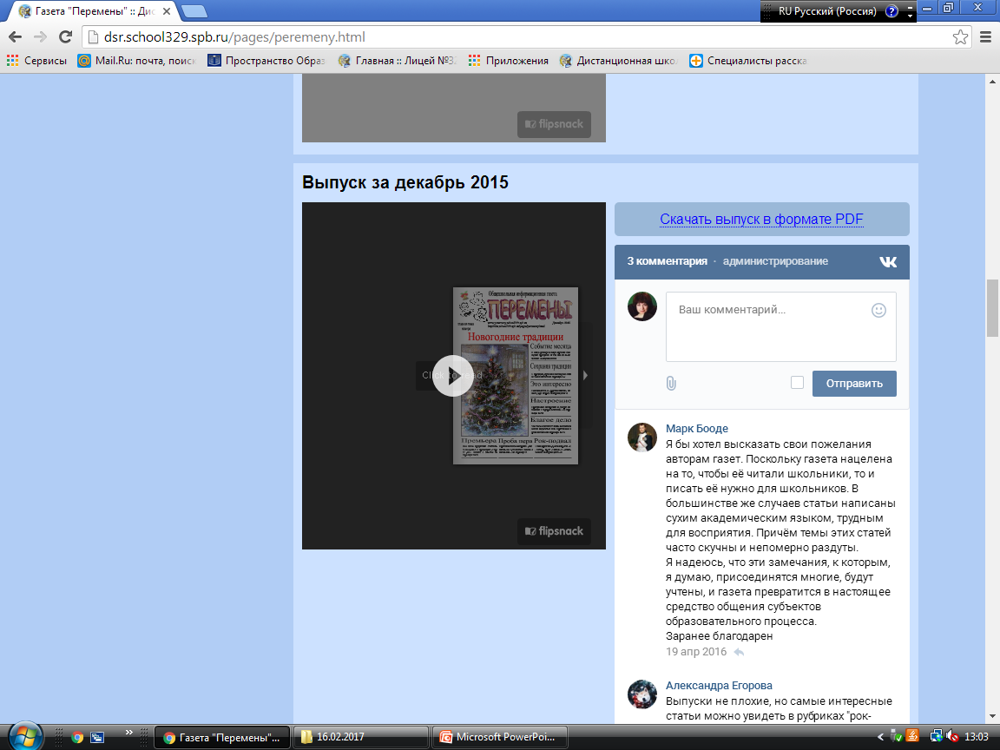 Газета "Перемены" :: Дис
RU Русский (Россия)
dsr.school329.spb.ru/pages/peremeny.html
Сервисы
Mail.Ru: почта, поиск
Пространство Образ
Главная :: Лицей №3
Приложения
Дистанционная шко
Специалисты расска
flipsnack
Выпуск за декабрь 2015
Скачать выпуск в формате PDF
3 комментария · администрирование
Ваш комментарий...
Отправить
Общешкольная информационная газета
ПЕРЕМЕНЫ
Новогодние традиции
Событие месяца
Сохраняя традиции
Это интересно
Настроение
Благое дело
Премьера Проба пера Рок-подвал
Click to read
flipsnack
Марк Бооде
Я бы хотел высказать свои пожелания
авторам газет. Поскольку газета нацелена
на то, чтобы её читали школьники, то и
писать её нужно для школьников. В
большинстве же случаев статьи написаны
сухим академическим языком, трудным
для восприятия. Причём темы этих статей
часто скучны и непомерно раздуты.
Я надеюсь, что эти замечания, к которым,
я думаю, присоединятся многие, будут
учтены, и газета превратится в настоящее
средство общения субъектов
образовательного процесса.
Заранее благодарен
19 апр 2016
Александра Егорова
Выпуски не плохие, но самые интересные
статьи можно увидеть в рубриках "рок-
Газета "Перемены"...
16.02.2017
Microsoft PowerPoi...
13:03